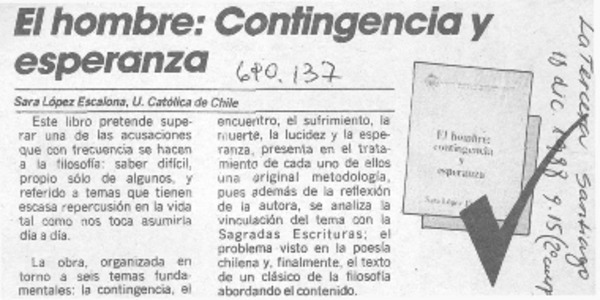 El hombre: Contingencia y
esperanza
680.137
Sara López Escalona, U. Católica de Chile
Este libro pretende supe-
rar una de las acusaciones
que con frecuencia se hacen
a la filosofía: saber difícil,
propio sólo de algunos, y
referido a temas que tienen
escasa repercusión en la vida
tal como nos toca asumirla
día a día.
La obra, organizada en
torno a seis temas funda-
mentales: la contingencia, el
encuentro, el sufrimiento, la
muerte, la lucidez y la espe-
ranza, presenta en el trata-
miento de cada uno de ellos
una original metodología,
pues además de la reflexión
de la autora, se analiza la
vinculación del tema con la
Sagradas Escrituras; el
problema visto en la poesía
chilena y, finalmente, el texto
de un clásico de la filosofía
abordando el contenido.
El hombre:
contingencia
y
esperanza
Sara López
La Tercera Santiago
18 dic. 1988 9.15